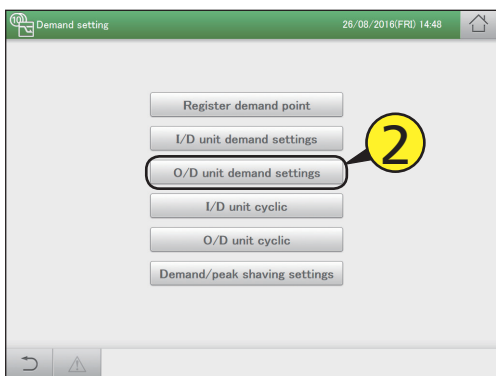 10
Demand setting 26/08/2016(FRI) 14:48
Register demand point
I/D unit demand settings
O/D unit demand settings
2
I/D unit cyclic
O/D unit cyclic
Demand/peak shaving settings